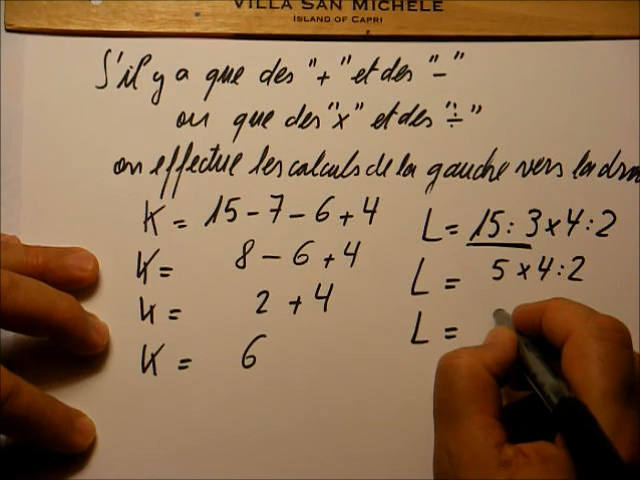 VILLA SAN MICHELE
ISLAND OF CAPRI
S'il y a que des "+" et des "-"
ou que des "x" et des "÷"
on effectue les calculs de la gauche vers la
K = 15 - 7 - 6 + 4
K = 8 - 6 + 4
K = 2 + 4
K = 6
L = 15 : 3 x 4 : 2
L = 5 x 4 : 2
L =